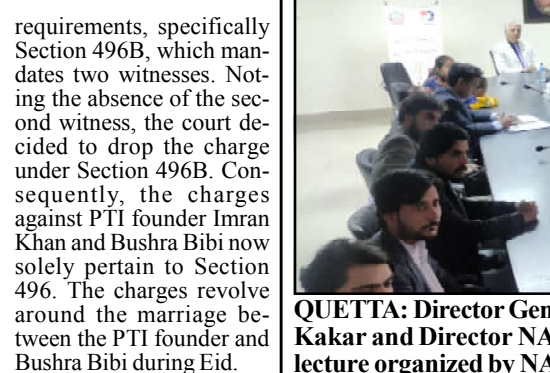 requirements, specifically
Section 496B, which man-
dates two witnesses. Not-
ing the absence of the sec-
ond witness, the court de-
cided to drop the charge
under Section 496B. Con-
sequently, the charges
against PTI founder Imran
Khan and Bushra Bibi now
solely pertain to Section
496. The charges revolve
around the marriage be-
tween the PTI founder and
Bushra Bibi during Eid.
QUETTA: Director Gen
Kakar and Director NA
lecture organized by NA